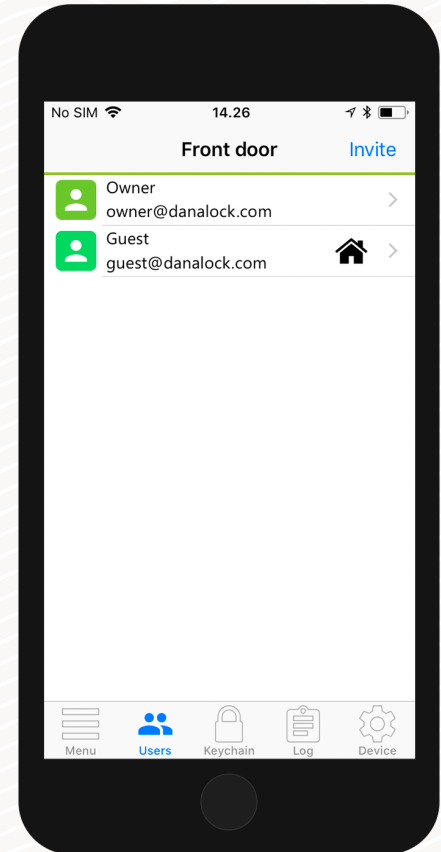 No SIM 14.26
Front door Invite
Owner
owner@danalock.com
Guest
guest@danalock.com
Menu Users Keychain Log Device